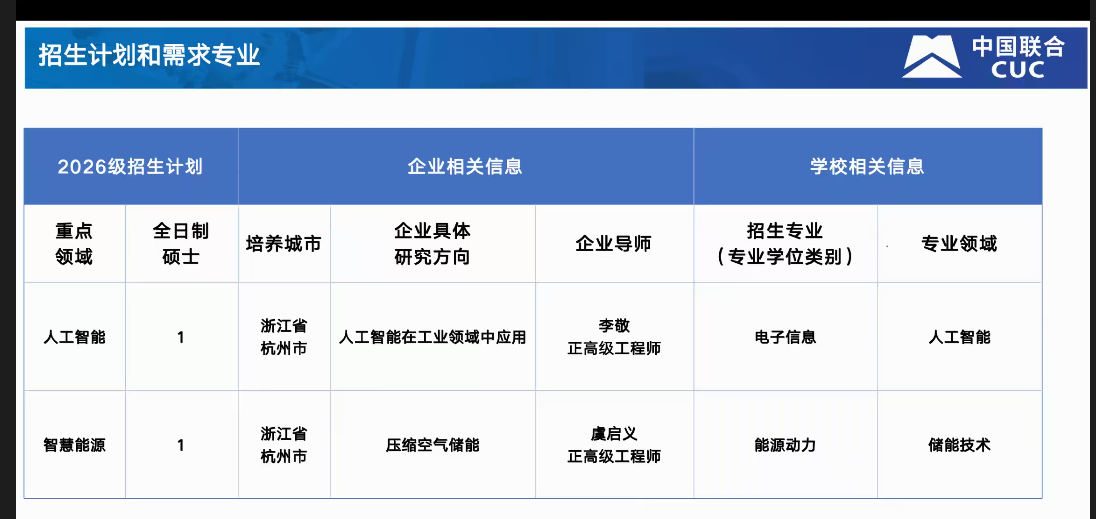 招生计划和需求专业
中国联合
CUC
2026级招生计划
企业相关信息
学校相关信息
重点
领域
全日制
硕士
培养城市
企业具体
研究方向
企业导师
招生专业
（专业学位类别）
专业领域
人工智能
1
浙江省
杭州市
人工智能在工业领域中应用
李敬
正高级工程师
电子信息
人工智能
智慧能源
1
浙江省
杭州市
压缩空气储能
虞启义
正高级工程师
能源动力
储能技术